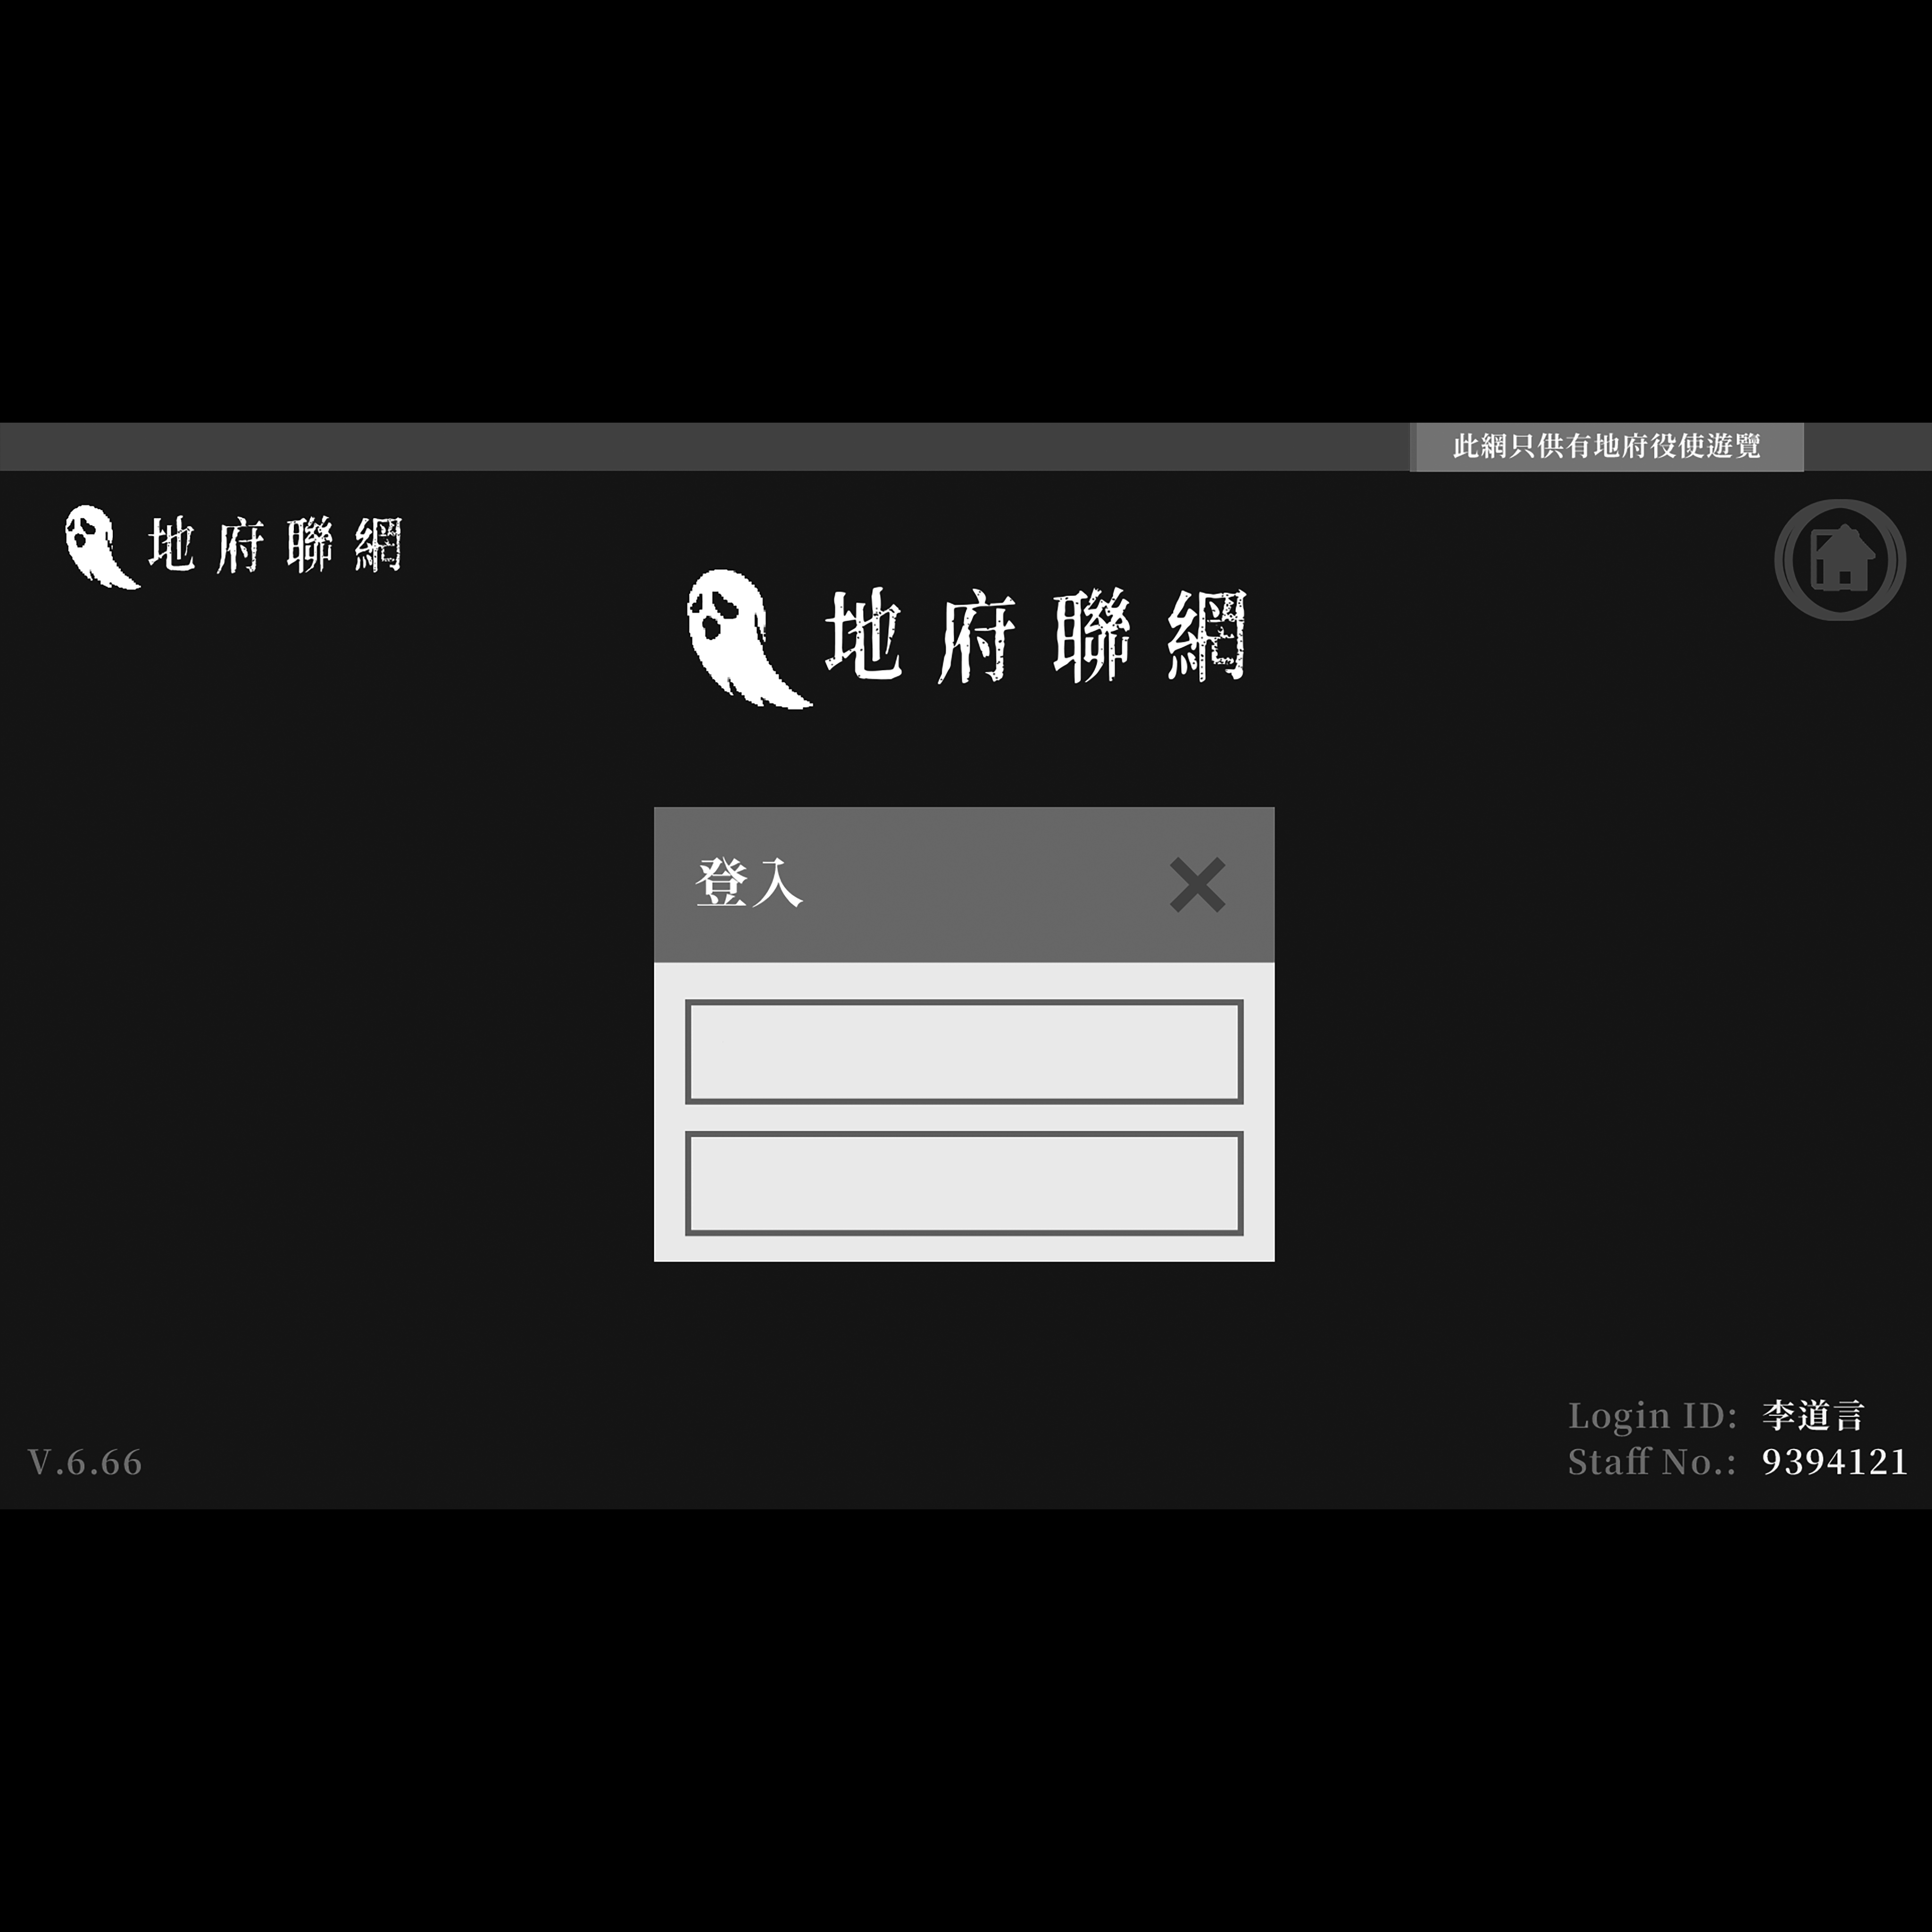 此網只供有地府役使遊覽
地府聯網
地府聯網
登入
Login ID: 李道言
Staff No.: 9394121
V.6.66